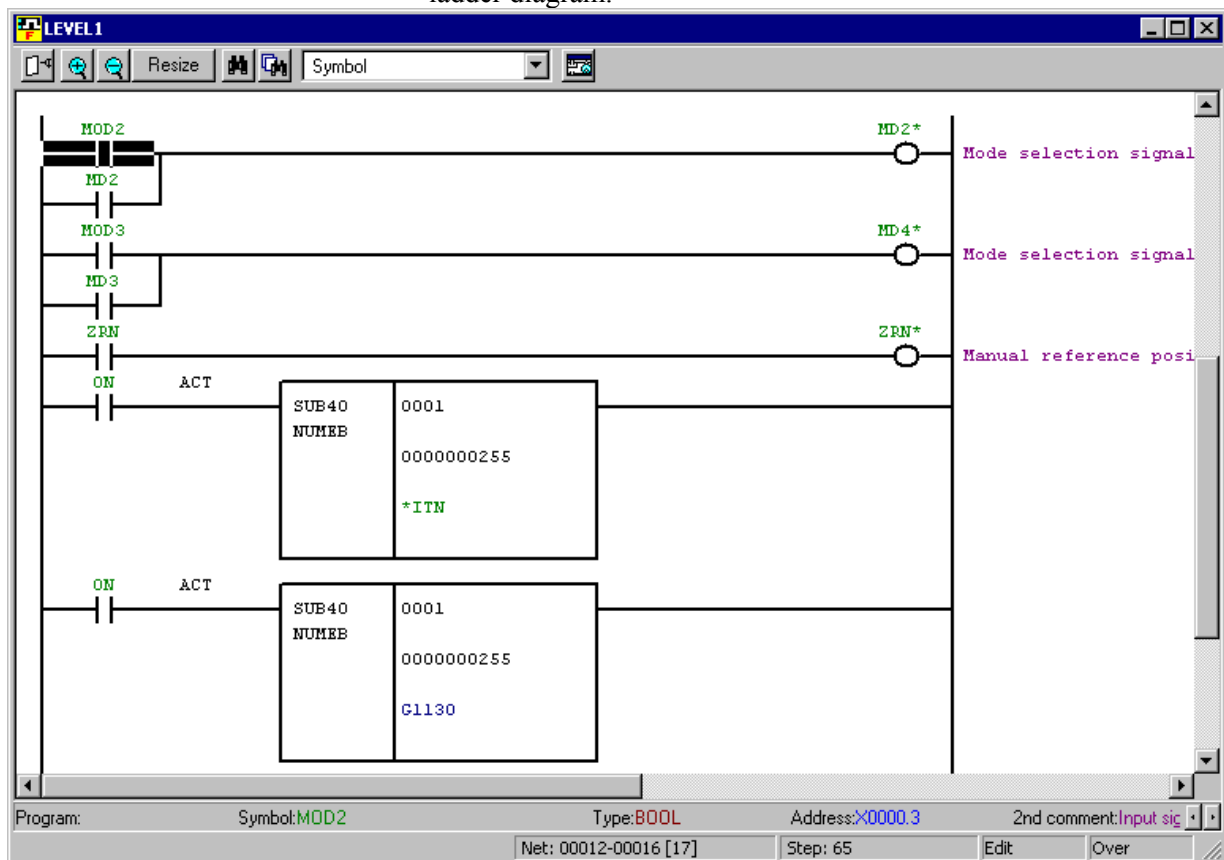 ladder diagram.
LEVEL1
Resize Symbol
MOD2 MD2*
Mode selection signal
MD2
MOD3 MD4*
Mode selection signal
MD3
ZRN ZRN*
Manual reference posi
ON ACT
SUB40 0001
NUMEB
0000000255
*ITN
ON ACT
SUB40 0001
NUMEB
0000000255
G1130
Program: Symbol:MOD2 Type:BOOL Address:X0000.3 2nd comment:Input sig
Net: 00012-00016 [17] Step: 65 Edit Over